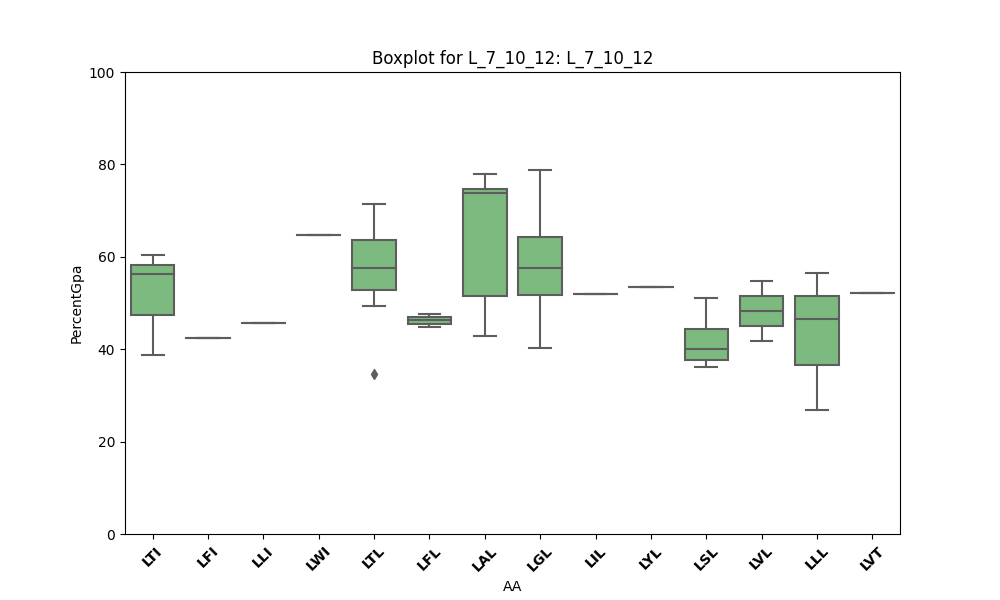 Boxplot for L_7_10_12: L_7_10_12
PercentGpa
100
80
60
40
20
0
LTI LFI LLI LWI LTL LFL LAL LGL LIL LYL LSL LVL LLL LVT
AA